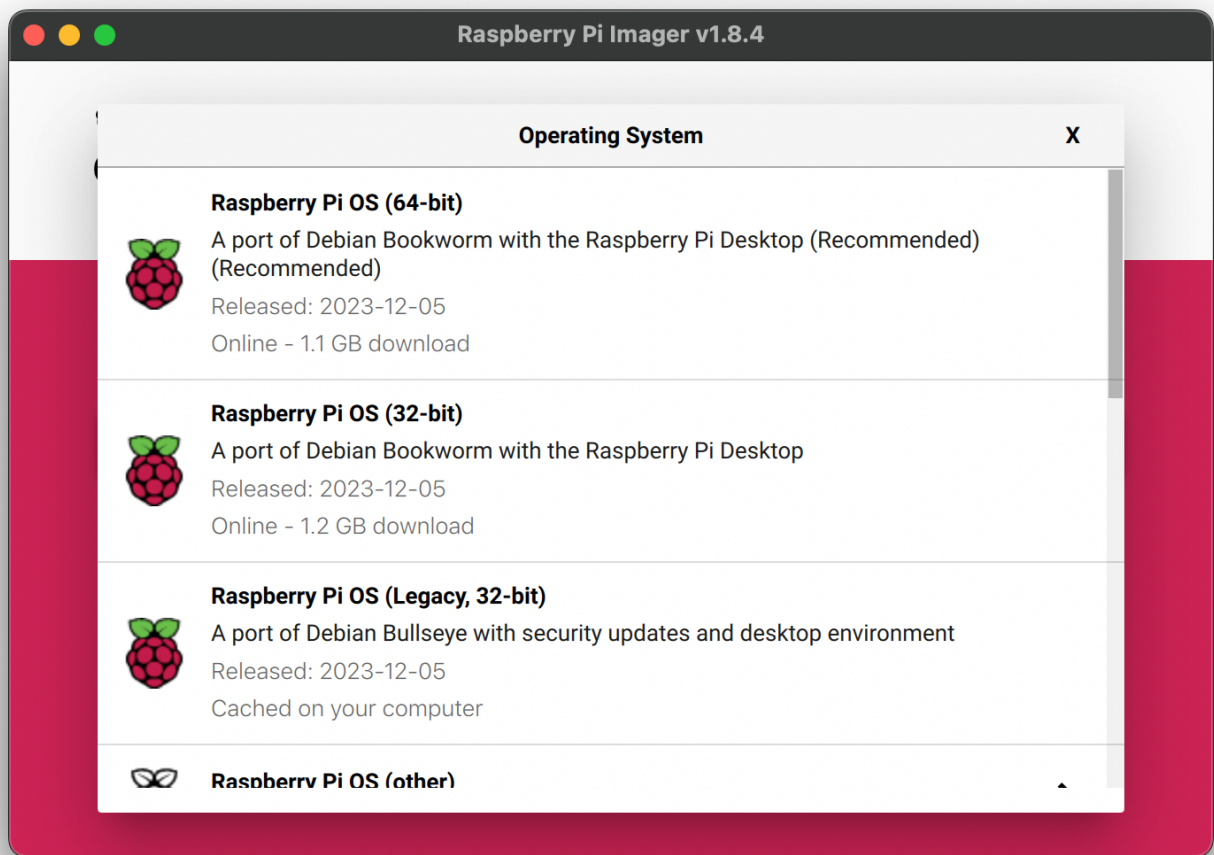 Raspberry Pi Imager v1.8.4
Operating System
X
Raspberry Pi OS (64-bit)
A port of Debian Bookworm with the Raspberry Pi Desktop (Recommended)
(Recommended)
Released: 2023-12-05
Online - 1.1 GB download
Raspberry Pi OS (32-bit)
A port of Debian Bookworm with the Raspberry Pi Desktop
Released: 2023-12-05
Online - 1.2 GB download
Raspberry Pi OS (Legacy, 32-bit)
A port of Debian Bullseye with security updates and desktop environment
Released: 2023-12-05
Cached on your computer
Raspberry Pi OS (other)